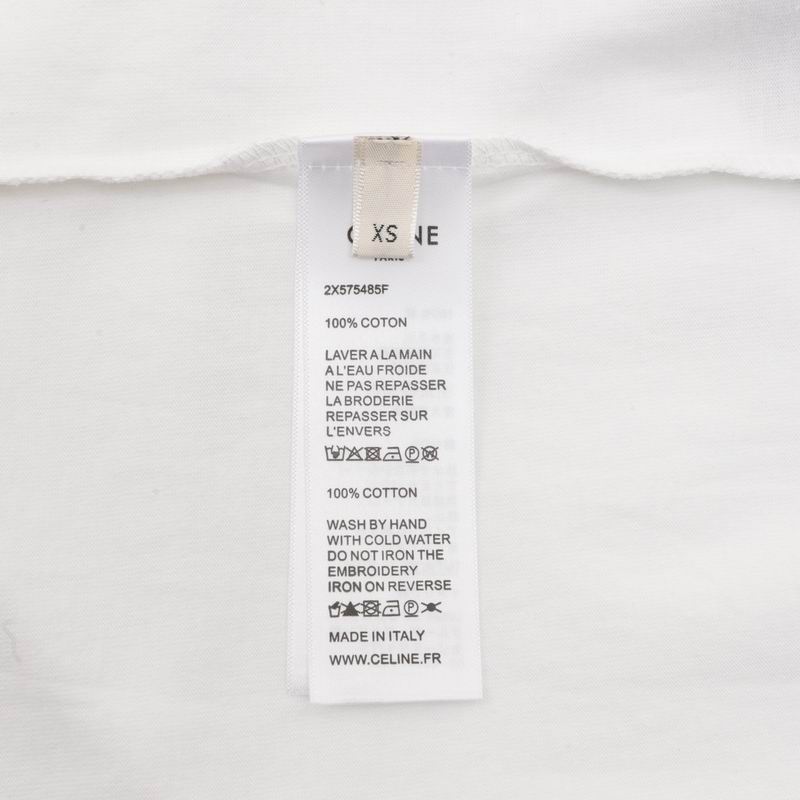 XS
2X575485F
100% COTON
LAVER A LA MAIN
A L'EAU FROIDE
NE PAS REPASSER
LA BRODERIE
REPASSER SUR
L'ENVERS
100% COTTON
WASH BY HAND
WITH COLD WATER
DO NOT IRON THE
EMBROIDERY
IRON ON REVERSE
MADE IN ITALY
WWW.CELINE.FR